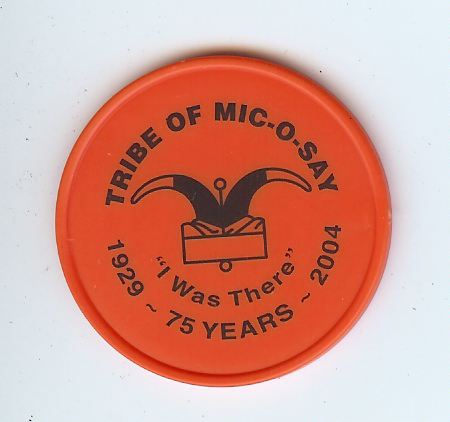 TRIBE OF MIC-O-SAY
"I Was There"
1929 ~ 75 YEARS ~ 2004